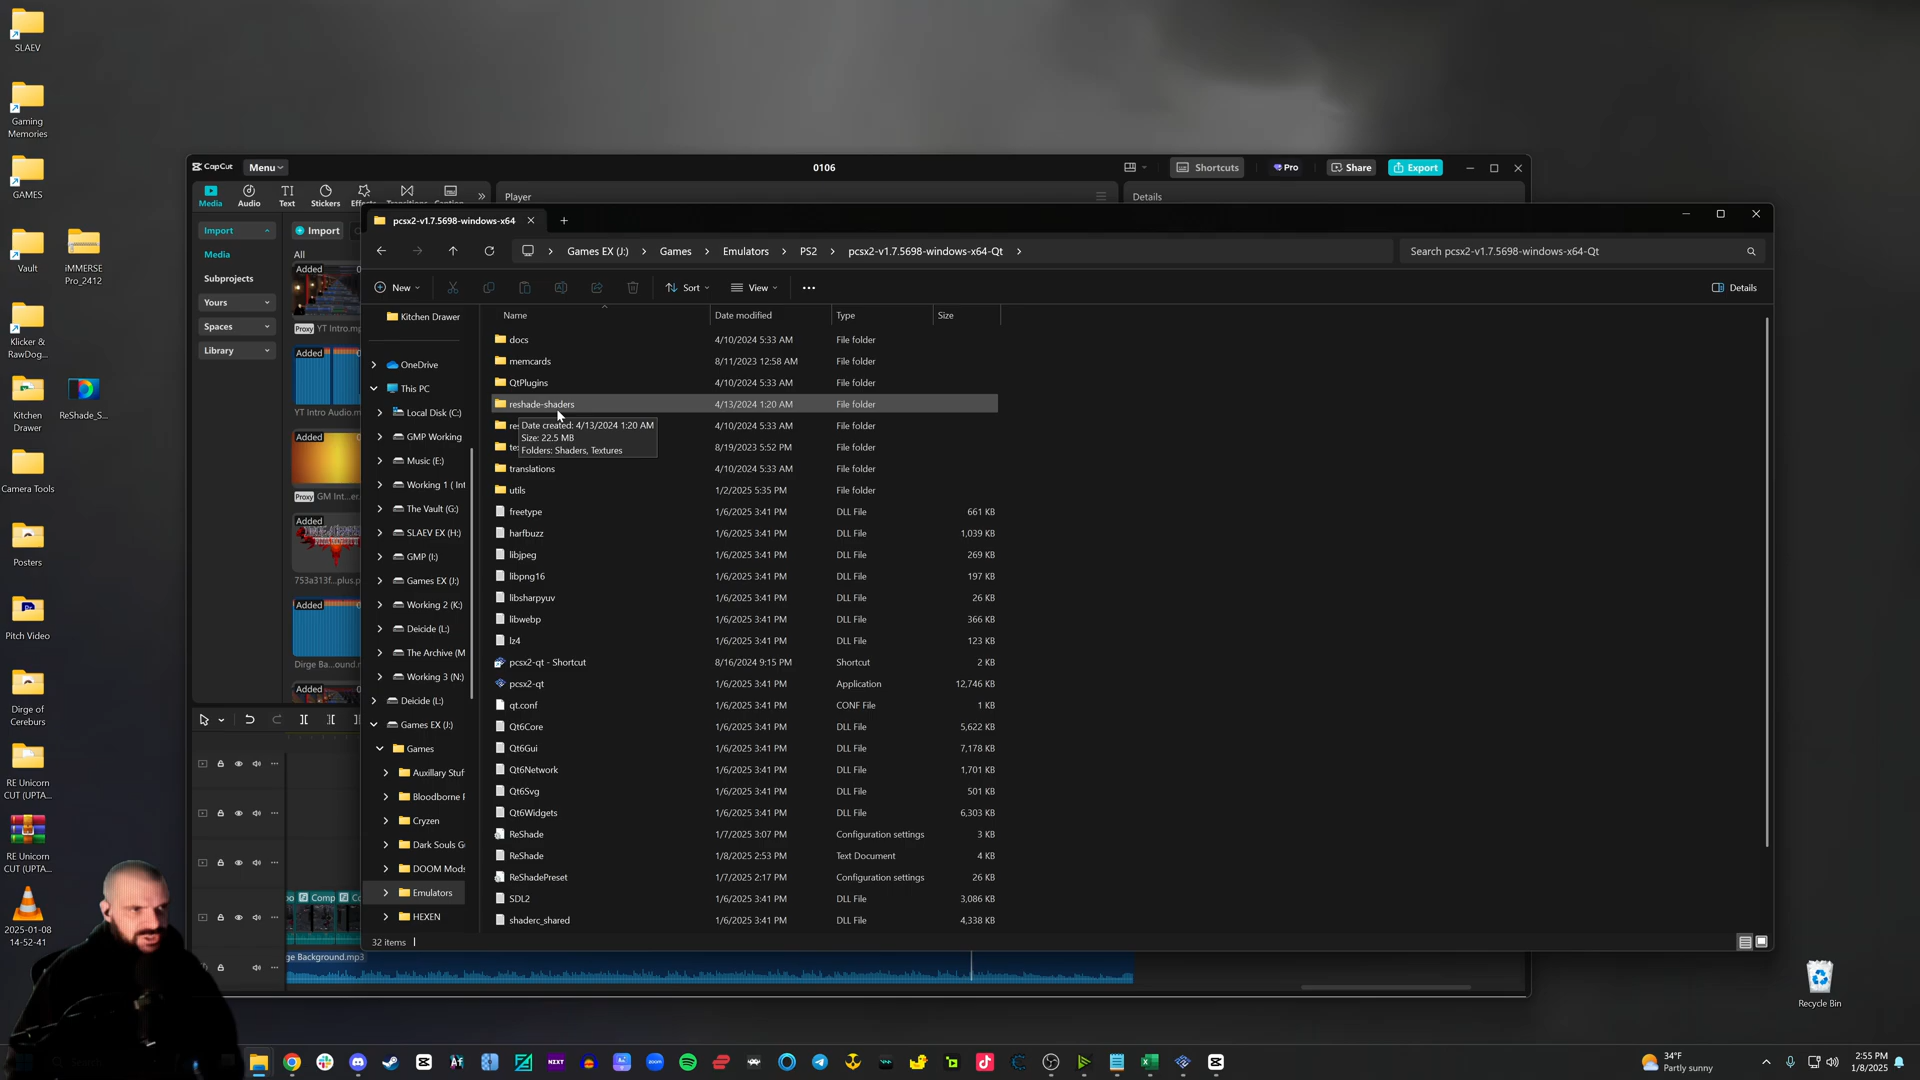 SLAEV
Gaming
Memories
GAMES
Vault
iMMERSE
Pro_2412
Klicker &
RawDog...
Kitchen
Drawer
ReShade_S...
Camera Tools
Posters
Pitch Video
Dirge of
Cereburs
RE Unicorn
CUT (UPTA...
RE Unicorn
CUT (UPTA...
2025-01-08
14-52-41
Recycle Bin
CapCut
Menu
0106
Shortcuts
Pro
Share
Export
Media
Audio
Text
Stickers
Effects
Transitions
Caption
Player
Details
Import
Import
Media
All
Subprojects
Yours
Spaces
Library
Added
Proxy YT Intro.mp
Added
YT Intro Audio.m
Added
Proxy GM Int...er.
Added
753a313f...plus.p
Added
Dirge Ba...ound.m
Added
Comp
ge Background.mp3
pcsx2-v1.7.5698-windows-x64
Games EX (J:)
Games
Emulators
PS2
pcsx2-v1.7.5698-windows-x64-Qt
Search pcsx2-v1.7.5698-windows-x64-Qt
New
Sort
View
Details
Kitchen Drawer
OneDrive
This PC
Local Disk (C:)
GMP Working
Music (E:)
Working 1 ( Int
The Vault (G:)
SLAEV EX (H:)
GMP (I:)
Games EX (J:)
Working 2 (K:)
Deicide (L:)
The Archive (M
Working 3 (N:)
Deicide (L:)
Games EX (J:)
Games
Auxillary Stuf
Bloodborne P
Cryzen
Dark Souls G
DOOM Mods
Emulators
HEXEN
Name Date modified Type Size
docs 4/10/2024 5:33 AM File folder
memcards 8/11/2023 12:58 AM File folder
QtPlugins 4/10/2024 5:33 AM File folder
reshade-shaders 4/13/2024 1:20 AM File folder
re 4/10/2024 5:33 AM File folder
te 8/19/2023 5:52 PM File folder
Date created: 4/13/2024 1:20 AM
Size: 22.5 MB
Folders: Shaders, Textures
translations 4/10/2024 5:33 AM File folder
utils 1/2/2025 5:35 PM File folder
freetype 1/6/2025 3:41 PM DLL File 661 KB
harfbuzz 1/6/2025 3:41 PM DLL File 1,039 KB
libjpeg 1/6/2025 3:41 PM DLL File 269 KB
libpng16 1/6/2025 3:41 PM DLL File 197 KB
libsharpyuv 1/6/2025 3:41 PM DLL File 26 KB
libwebp 1/6/2025 3:41 PM DLL File 366 KB
lz4 1/6/2025 3:41 PM DLL File 123 KB
pcsx2-qt - Shortcut 8/16/2024 9:15 PM Shortcut 2 KB
pcsx2-qt 1/6/2025 3:41 PM Application 12,746 KB
qt.conf 1/6/2025 3:41 PM CONF File 1 KB
Qt6Core 1/6/2025 3:41 PM DLL File 5,622 KB
Qt6Gui 1/6/2025 3:41 PM DLL File 7,178 KB
Qt6Network 1/6/2025 3:41 PM DLL File 1,701 KB
Qt6Svg 1/6/2025 3:41 PM DLL File 501 KB
Qt6Widgets 1/6/2025 3:41 PM DLL File 6,303 KB
ReShade 1/7/2025 3:07 PM Configuration settings 3 KB
ReShade 1/8/2025 2:53 PM Text Document 4 KB
ReShadePreset 1/7/2025 2:17 PM Configuration settings 26 KB
SDL2 1/6/2025 3:41 PM DLL File 3,086 KB
shaderc_shared 1/6/2025 3:41 PM DLL File 4,338 KB
32 items
34°F
Partly sunny
2:55 PM
1/8/2025